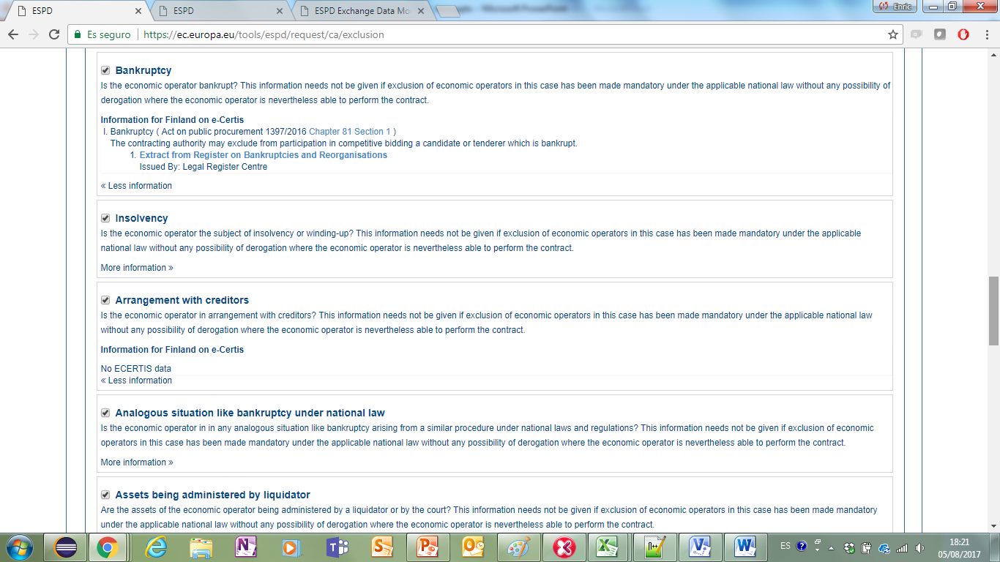 ESPD
ESPD
ESPD Exchange Data Mo
Microsoft PowerPoint
Enric
Es seguro
https://ec.europa.eu/tools/espd/request/ca/exclusion
Bankruptcy
Is the economic operator bankrupt? This information needs not be given if exclusion of economic operators in this case has been made mandatory under the applicable national law without any possibility of
derogation where the economic operator is nevertheless able to perform the contract.
Information for Finland on e-Certis
I. Bankruptcy ( Act on public procurement 1397/2016 Chapter 81 Section 1 )
The contracting authority may exclude from participation in competitive bidding a candidate or tenderer which is bankrupt.
1. Extract from Register on Bankruptcies and Reorganisations
Issued By: Legal Register Centre
« Less information
Insolvency
Is the economic operator the subject of insolvency or winding-up? This information needs not be given if exclusion of economic operators in this case has been made mandatory under the applicable
national law without any possibility of derogation where the economic operator is nevertheless able to perform the contract.
More information »
Arrangement with creditors
Is the economic operator in arrangement with creditors? This information needs not be given if exclusion of economic operators in this case has been made mandatory under the applicable national law
without any possibility of derogation where the economic operator is nevertheless able to perform the contract.
Information for Finland on e-Certis
No ECERTIS data
« Less information
Analogous situation like bankruptcy under national law
Is the economic operator in in any analogous situation like bankruptcy arising from a similar procedure under national laws and regulations? This information needs not be given if exclusion of economic
operators in this case has been made mandatory under the applicable national law without any possibility of derogation where the economic operator is nevertheless able to perform the contract.
More information »
Assets being administered by liquidator
Are the assets of the economic operator being administered by a liquidator or by the court? This information needs not be given if exclusion of economic operators in this case has been made mandatory
under the applicable national law without any possibility of derogation where the economic operator is nevertheless able to perform the contract.
ES
18:21
05/08/2017